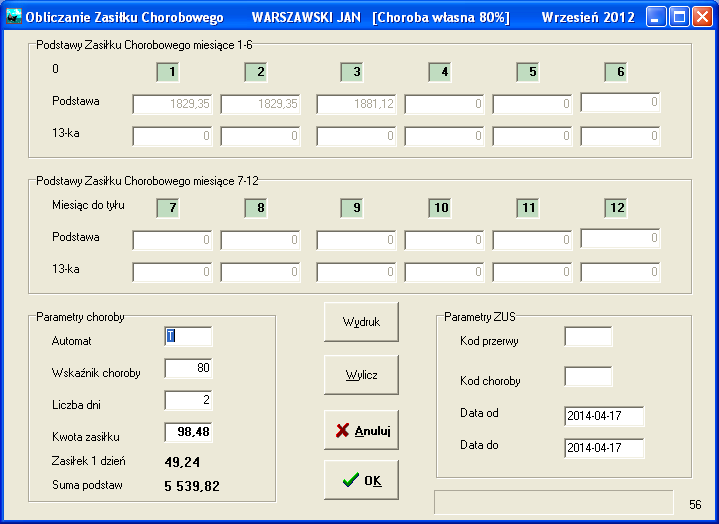 Obliczanie Zasiłku Chorobowego WARSZAWSKI JAN [Choroba własna 80%] Wrzesień 2012
Podstawy Zasiłku Chorobowego miesiące 1-6
0 1 2 3 4 5 6
Podstawa 1829,35 1829,35 1881,12 0 0 0
13-ka 0 0 0 0 0 0
Podstawy Zasiłku Chorobowego miesiące 7-12
Miesiąc do tyłu 7 8 9 10 11 12
Podstawa 0 0 0 0 0 0
13-ka 0 0 0 0 0 0
Parametry choroby
Automat T
Wskaźnik choroby 80
Liczba dni 2
Kwota zasiłku 98,48
Zasiłek 1 dzień 49,24
Suma podstaw 5 539,82
Wydruk
Wylicz
Anuluj
OK
Parametry ZUS
Kod przerwy
Kod choroby
Data od 2014-04-17
Data do 2014-04-17
56